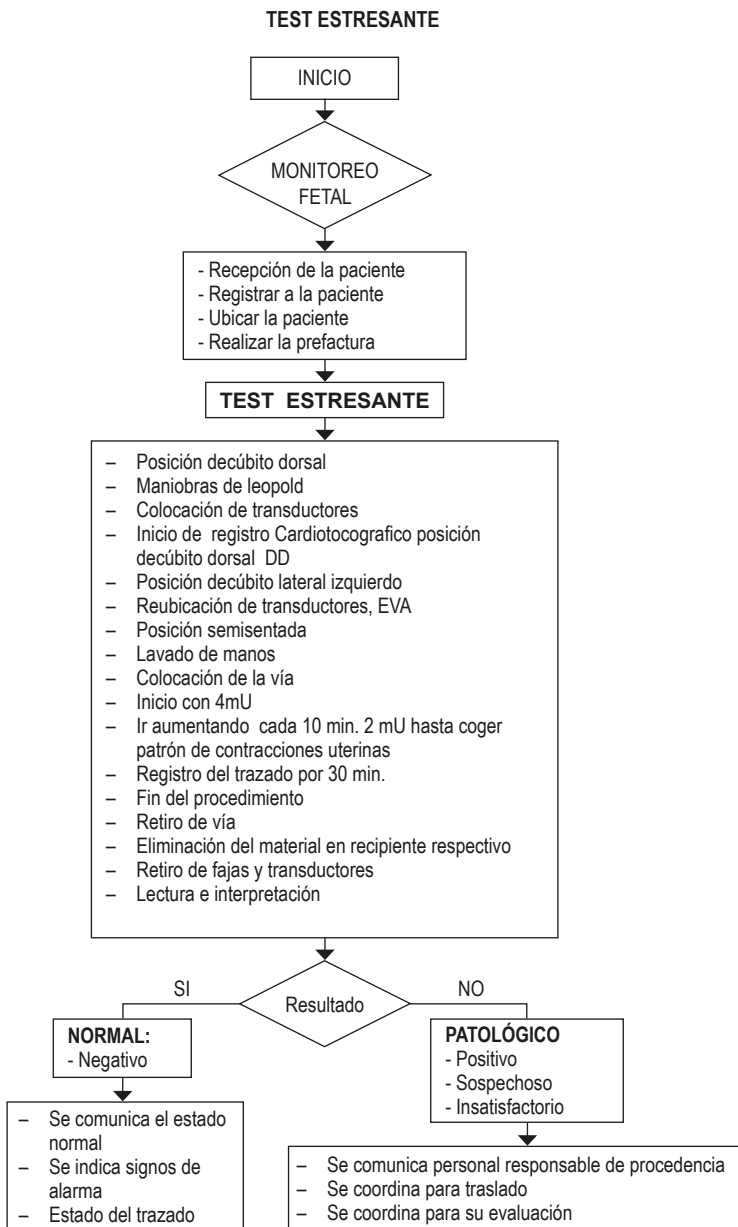 TEST ESTRESANTE
INICIO
MONITOREO
FETAL
- Recepción de la paciente
- Registrar a la paciente
- Ubicar la paciente
- Realizar la prefactura
TEST ESTRESANTE
– Posición decúbito dorsal
– Maniobras de leopold
– Colocación de transductores
– Inicio de registro Cardiotocografico posición
decúbito dorsal DD
– Posición decúbito lateral izquierdo
– Reubicación de transductores, EVA
– Posición semisentada
– Lavado de manos
– Colocación de la vía
– Inicio con 4mU
– Ir aumentando cada 10 min. 2 mU hasta coger
patrón de contracciones uterinas
– Registro del trazado por 30 min.
– Fin del procedimiento
– Retiro de vía
– Eliminación del material en recipiente respectivo
– Retiro de fajas y transductores
– Lectura e interpretación
Resultado
SI
NORMAL:
- Negativo
– Se comunica el estado
normal
– Se indica signos de
alarma
– Estado del trazado
NO
PATOLÓGICO
- Positivo
- Sospechoso
- Insatisfactorio
– Se comunica personal responsable de procedencia
– Se coordina para traslado
– Se coordina para su evaluación